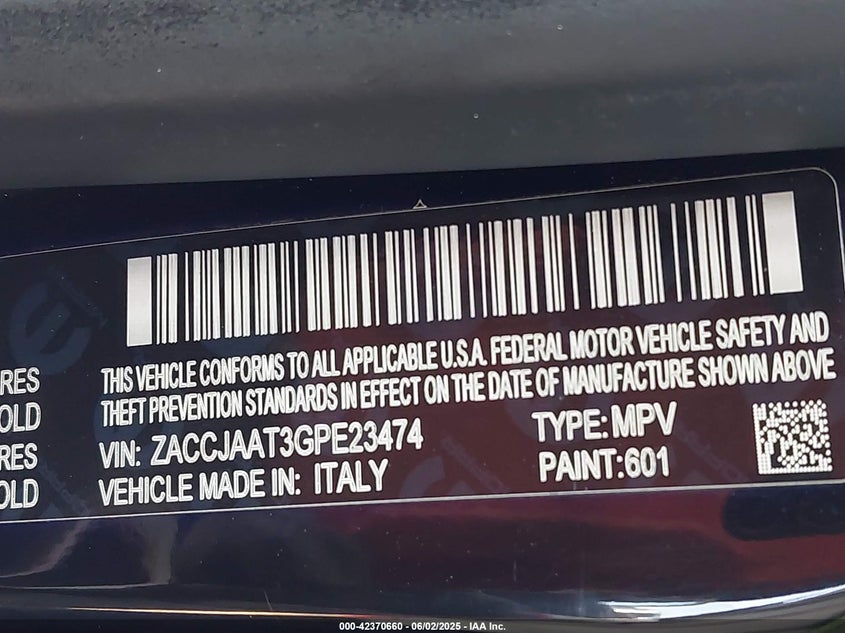 THIS VEHICLE CONFORMS TO ALL APPLICABLE U.S.A. FEDERAL MOTOR VEHICLE SAFETY AND
RES
THEFT PREVENTION STANDARDS IN EFFECT ON THE DATE OF MANUFACTURE SHOWN ABOVE
OLD
VIN: ZACCJAAT3GPE23474 TYPE: MPV
RES
VEHICLE MADE IN: ITALY PAINT:601
OLD
000-42370660 - 06/02/2025 - IAA Inc.